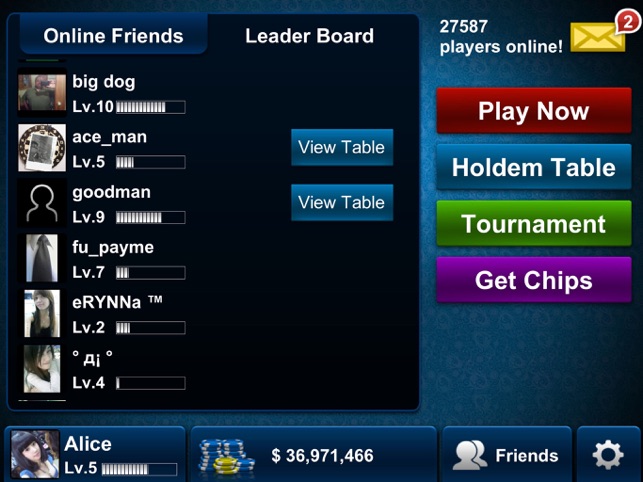 Online Friends
Leader Board
27587
players online!
2
big dog
Lv.10
ace_man
Lv.5
View Table
goodman
Lv.9
View Table
fu_payme
Lv.7
eRYNNa ™
Lv.2
° д¡ °
Lv.4
Play Now
Holdem Table
Tournament
Get Chips
Alice
Lv.5
$ 36,971,466
Friends